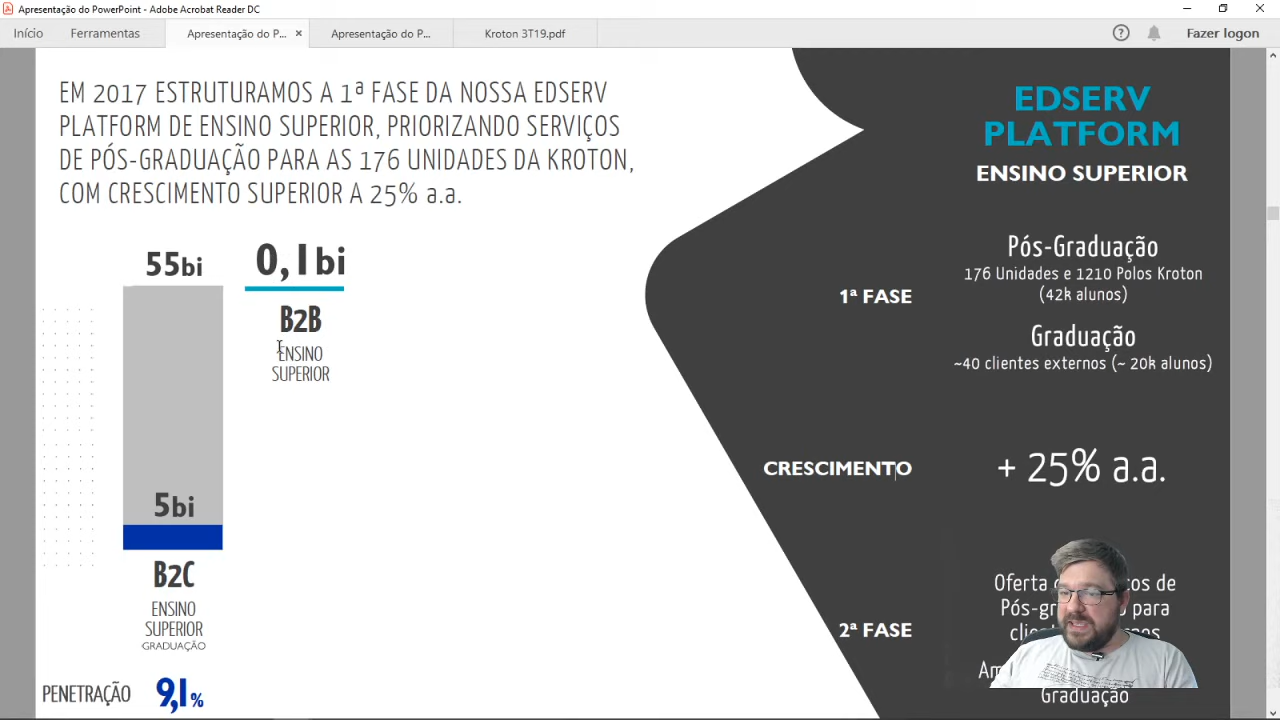 Apresentação do PowerPoint - Adobe Acrobat Reader DC
Início
Ferramentas
Apresentação do P...
Apresentação do P...
Kroton 3T19.pdf
Fazer logon
EM 2017 ESTRUTURAMOS A 1ª FASE DA NOSSA EDSERV
PLATFORM DE ENSINO SUPERIOR, PRIORIZANDO SERVIÇOS
DE PÓS-GRADUAÇÃO PARA AS 176 UNIDADES DA KROTON,
COM CRESCIMENTO SUPERIOR A 25% a.a.
55bi
0,1bi
B2B
ENSINO
SUPERIOR
5bi
B2C
ENSINO
SUPERIOR
GRADUAÇÃO
PENETRAÇÃO 9,1%
EDSERV
PLATFORM
ENSINO SUPERIOR
1ª FASE
Pós-Graduação
176 Unidades e 1210 Polos Kroton
(42k alunos)
Graduação
~40 clientes externos (~ 20k alunos)
CRESCIMENTO
+ 25% a.a.
2ª FASE
Oferta de
para
Graduação